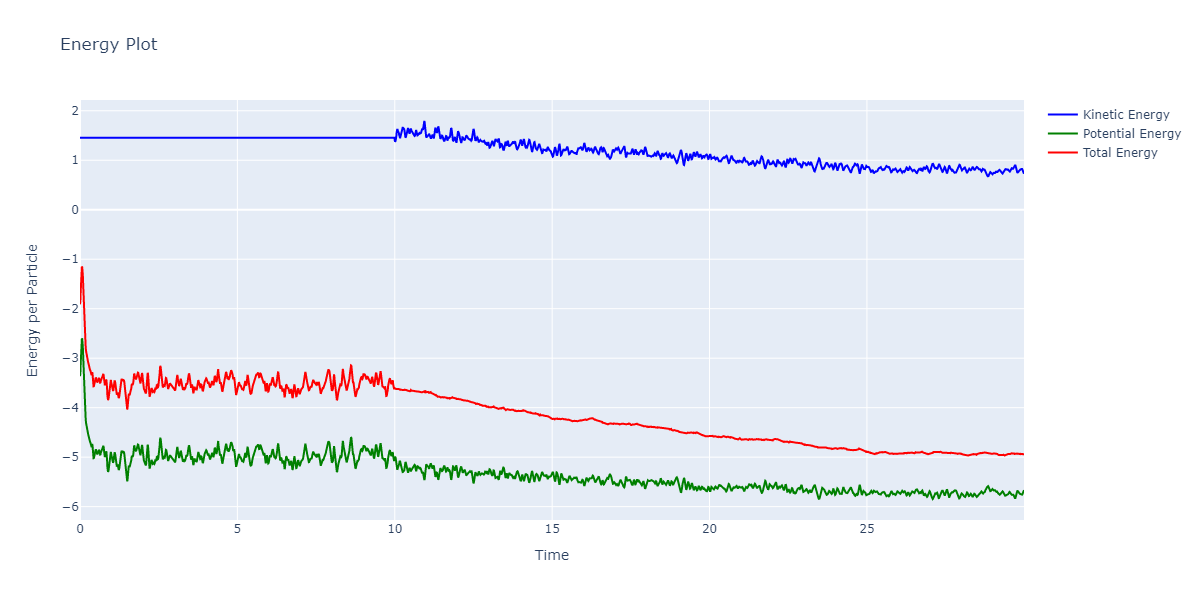 Energy Plot
Kinetic Energy
Potential Energy
Total Energy
Energy per Particle
2
1
0
−1
−2
−3
−4
−5
−6
0
5
10
15
20
25
Time